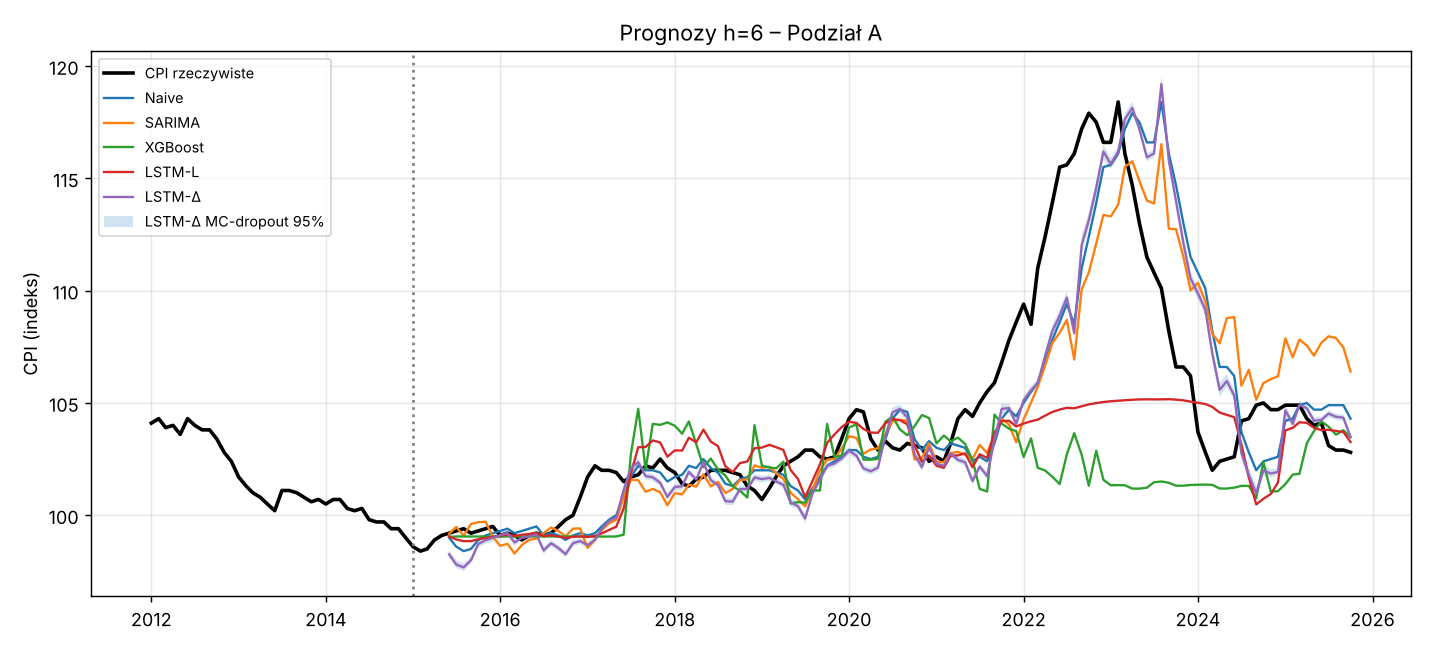 Prognozy h=6 – Podział A
CPI (indeks)
120
115
110
105
100
CPI rzeczywiste
Naive
SARIMA
XGBoost
LSTM-L
LSTM-Δ
LSTM-Δ MC-dropout 95%
2012 2014 2016 2018 2020 2022 2024 2026